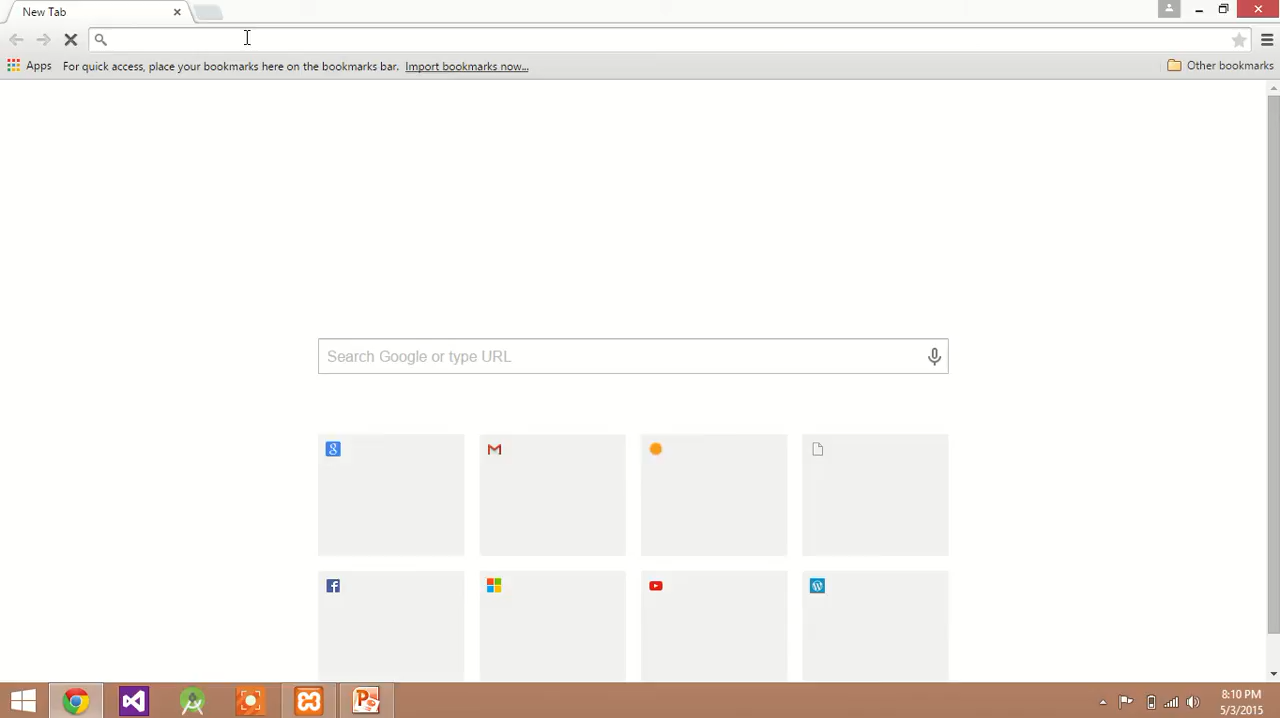 New Tab
Apps For quick access, place your bookmarks here on the bookmarks bar. Import bookmarks now... Other bookmarks
Search Google or type URL
8:10 PM
5/3/2015